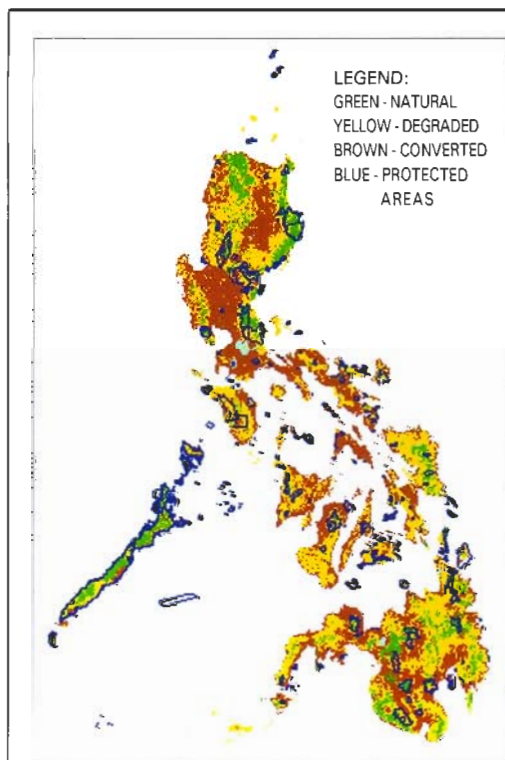 LEGEND:
GREEN - NATURAL
YELLOW - DEGRADED
BROWN - CONVERTED
BLUE - PROTECTED
AREAS